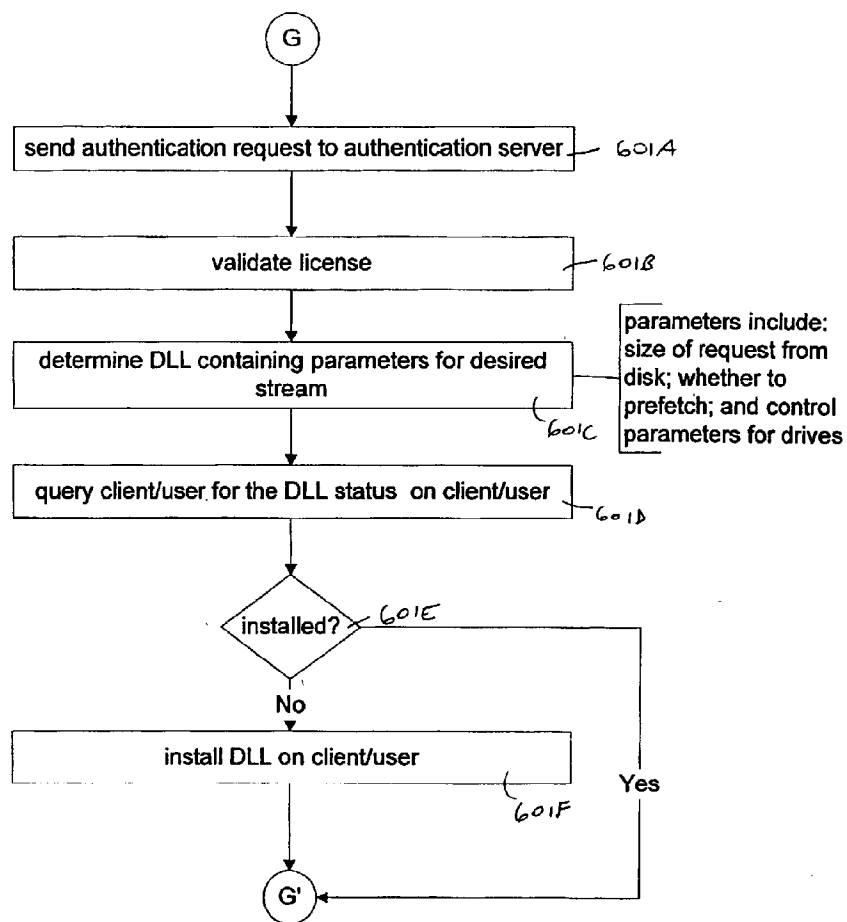 G
send authentication request to authentication server
601A
validate license
601B
determine DLL containing parameters for desired
stream
601C
parameters include:
size of request from
disk; whether to
prefetch; and control
parameters for drives
query client/user for the DLL status on client/user
601D
installed?
601E
No
install DLL on client/user
601F
Yes
G'